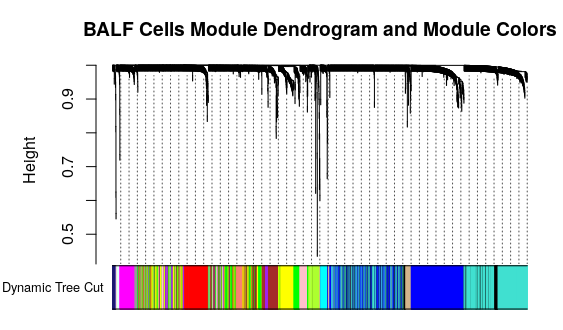 BALF Cells Module Dendrogram and Module Colors
Height
0.9
0.7
0.5
Dynamic Tree Cut